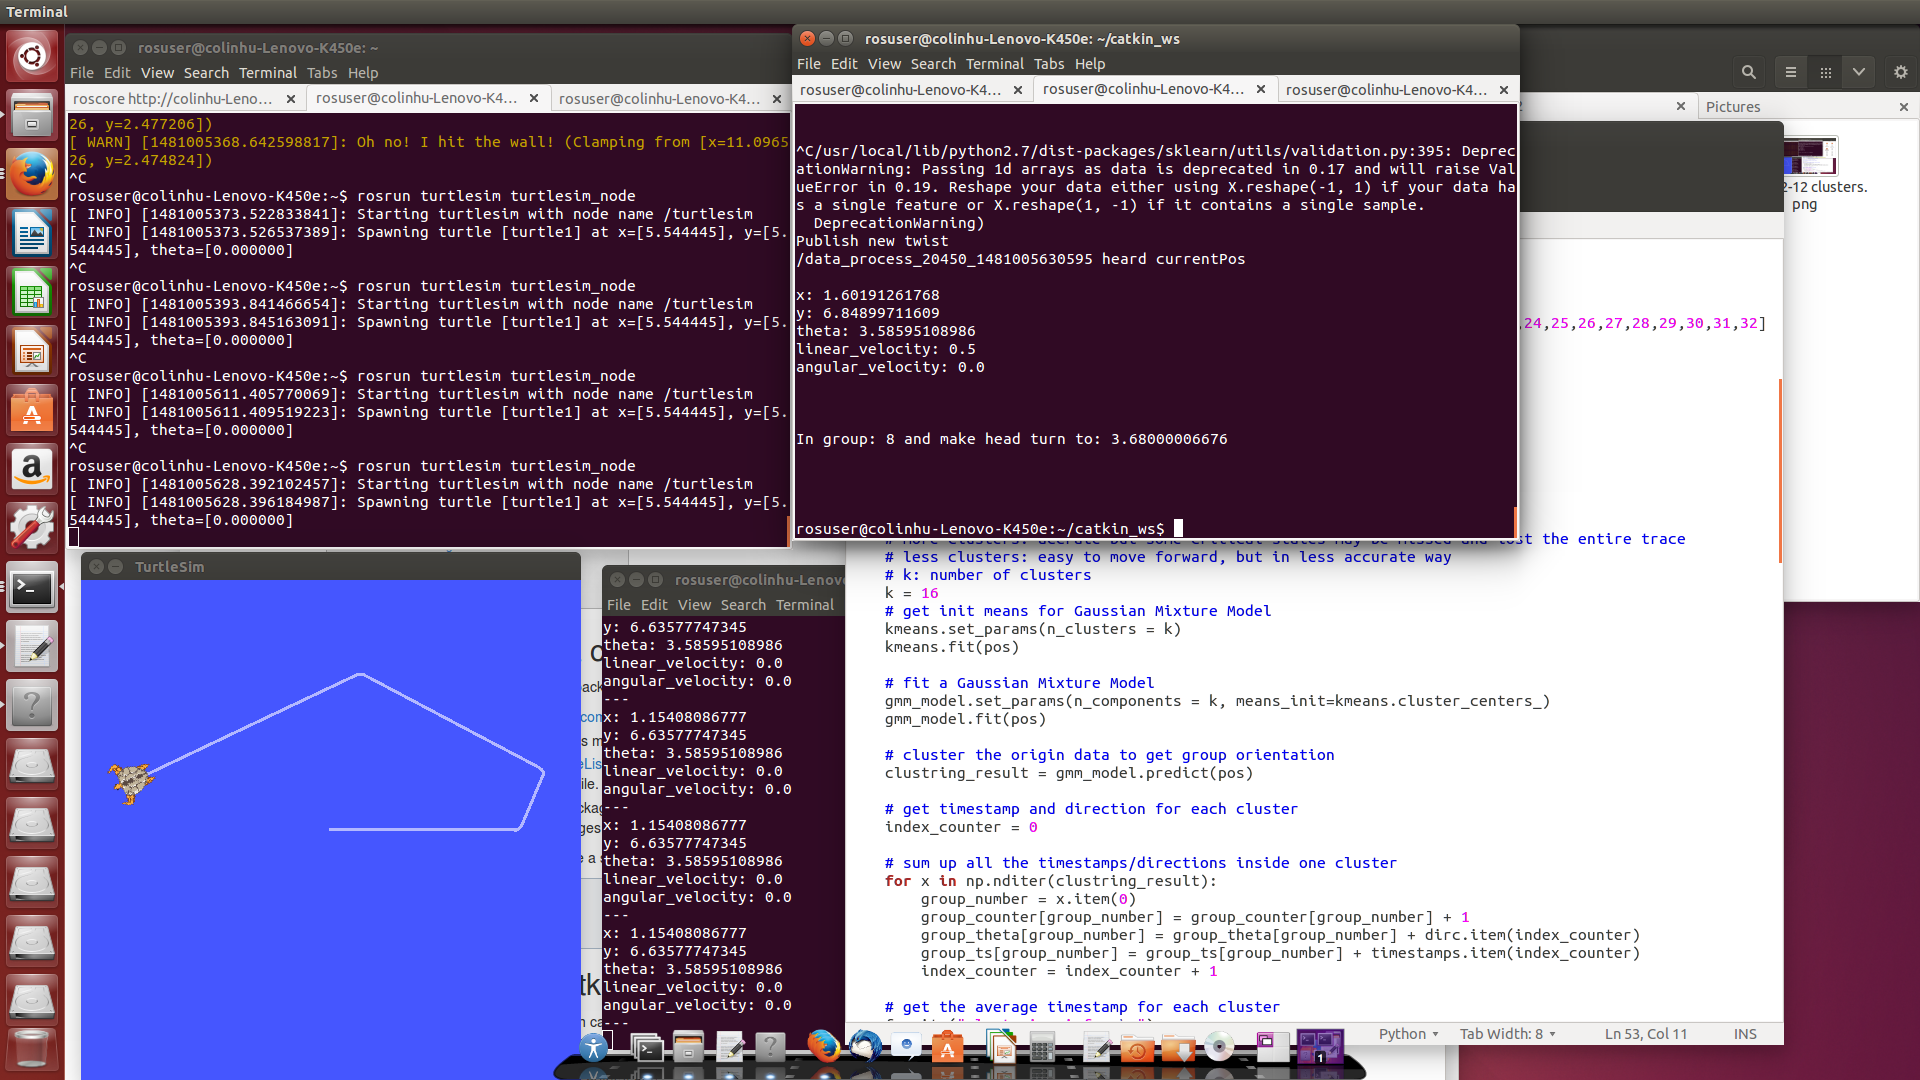 Terminal
rosuser@colinhu-Lenovo-K450e: ~
File Edit View Search Terminal Tabs Help
roscore http://colinhu-Leno...
rosuser@colinhu-Lenovo-K4...
rosuser@colinhu-Lenovo-K4...
26, y=2.477206])
[ WARN] [1481005368.642598817]: Oh no! I hit the wall! (Clamping from [x=11.0965
26, y=2.474824])
^C
rosuser@colinhu-Lenovo-K450e:~$ rosrun turtlesim turtlesim_node
[ INFO] [1481005373.522833841]: Starting turtlesim with node name /turtlesim
[ INFO] [1481005373.526537389]: Spawning turtle [turtle1] at x=[5.544445], y=[5.
544445], theta=[0.000000]
^C
rosuser@colinhu-Lenovo-K450e:~$ rosrun turtlesim turtlesim_node
[ INFO] [1481005393.841466654]: Starting turtlesim with node name /turtlesim
[ INFO] [1481005393.845163091]: Spawning turtle [turtle1] at x=[5.544445], y=[5.
544445], theta=[0.000000]
^C
rosuser@colinhu-Lenovo-K450e:~$ rosrun turtlesim turtlesim_node
[ INFO] [1481005611.405770069]: Starting turtlesim with node name /turtlesim
[ INFO] [1481005611.409519223]: Spawning turtle [turtle1] at x=[5.544445], y=[5.
544445], theta=[0.000000]
^C
rosuser@colinhu-Lenovo-K450e:~$ rosrun turtlesim turtlesim_node
[ INFO] [1481005628.392102457]: Starting turtlesim with node name /turtlesim
[ INFO] [1481005628.396184987]: Spawning turtle [turtle1] at x=[5.544445], y=[5.
544445], theta=[0.000000]
rosuser@colinhu-Lenovo-K450e: ~/catkin_ws
File Edit View Search Terminal Tabs Help
rosuser@colinhu-Lenovo-K4...
rosuser@colinhu-Lenovo-K4...
rosuser@colinhu-Lenovo-K4...
^C/usr/local/lib/python2.7/dist-packages/sklearn/utils/validation.py:395: Deprec
ationWarning: Passing 1d arrays as data is deprecated in 0.17 and will raise Val
ueError in 0.19. Reshape your data either using X.reshape(-1, 1) if your data ha
s a single feature or X.reshape(1, -1) if it contains a single sample.
DeprecationWarning)
Publish new twist
/data_process_20450_1481005630595 heard currentPos
x: 1.60191261768
y: 6.84899711609
theta: 3.58595108986
linear_velocity: 0.5
angular_velocity: 0.0
In group: 8 and make head turn to: 3.68000006676
rosuser@colinhu-Lenovo-K450e:~/catkin_ws$
Pictures
2-12 clusters.
png
TurtleSim
rosuser@colinhu-Lenov
File Edit View Search Terminal
y: 6.63577747345
theta: 3.58595108986
linear_velocity: 0.0
angular_velocity: 0.0
---
x: 1.15408086777
y: 6.63577747345
theta: 3.58595108986
linear_velocity: 0.0
angular_velocity: 0.0
---
x: 1.15408086777
y: 6.63577747345
theta: 3.58595108986
linear_velocity: 0.0
angular_velocity: 0.0
---
x: 1.15408086777
y: 6.63577747345
theta: 3.58595108986
linear_velocity: 0.0
angular_velocity: 0.0
---
,24,25,26,27,28,29,30,31,32]
the entire trace
# less clusters: easy to move forward, but in less accurate way
# k: number of clusters
k = 16
# get init means for Gaussian Mixture Model
kmeans.set_params(n_clusters = k)
kmeans.fit(pos)
# fit a Gaussian Mixture Model
gmm_model.set_params(n_components = k, means_init=kmeans.cluster_centers_)
gmm_model.fit(pos)
# cluster the origin data to get group orientation
clustring_result = gmm_model.predict(pos)
# get timestamp and direction for each cluster
index_counter = 0
# sum up all the timestamps/directions inside one cluster
for x in np.nditer(clustring_result):
group_number = x.item(0)
group_counter[group_number] = group_counter[group_number] + 1
group_theta[group_number] = group_theta[group_number] + dirc.item(index_counter)
group_ts[group_number] = group_ts[group_number] + timestamps.item(index_counter)
index_counter = index_counter + 1
# get the average timestamp for each cluster
Python Tab Width: 8 Ln 53, Col 11 INS